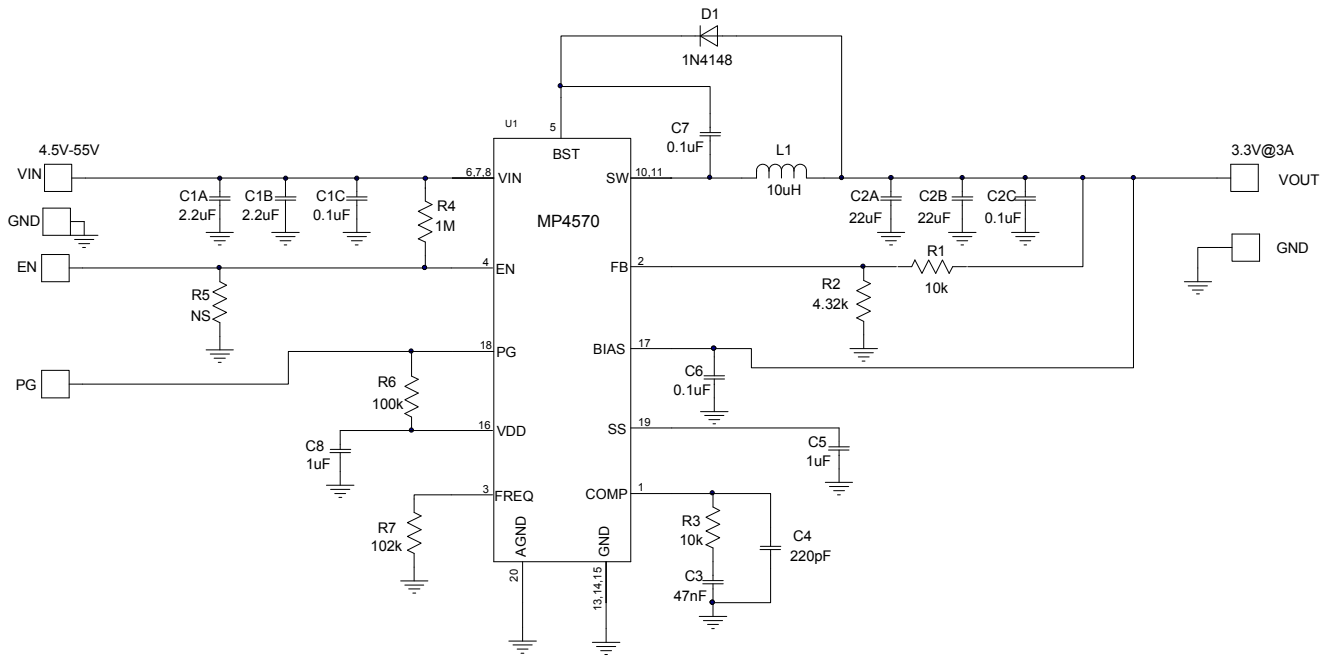 D1
1N4148
U1
5
BST
C7
0.1uF
L1
10uH
4.5V-55V
VIN
C1A
2.2uF
C1B
2.2uF
C1C
0.1uF
R4
1M
6,7,8
VIN
SW
10,11
MP4570
C2A
22uF
C2B
22uF
C2C
0.1uF
3.3V@3A
VOUT
GND
GND
EN
4
EN
FB
2
R1
10k
R2
4.32k
R5
NS
18
PG
BIAS
17
C6
0.1uF
PG
R6
100k
16
VDD
C8
1uF
SS
19
C5
1uF
3
FREQ
R7
102k
COMP
1
R3
10k
C4
220pF
C3
47nF
AGND
20
GND
13,14,15